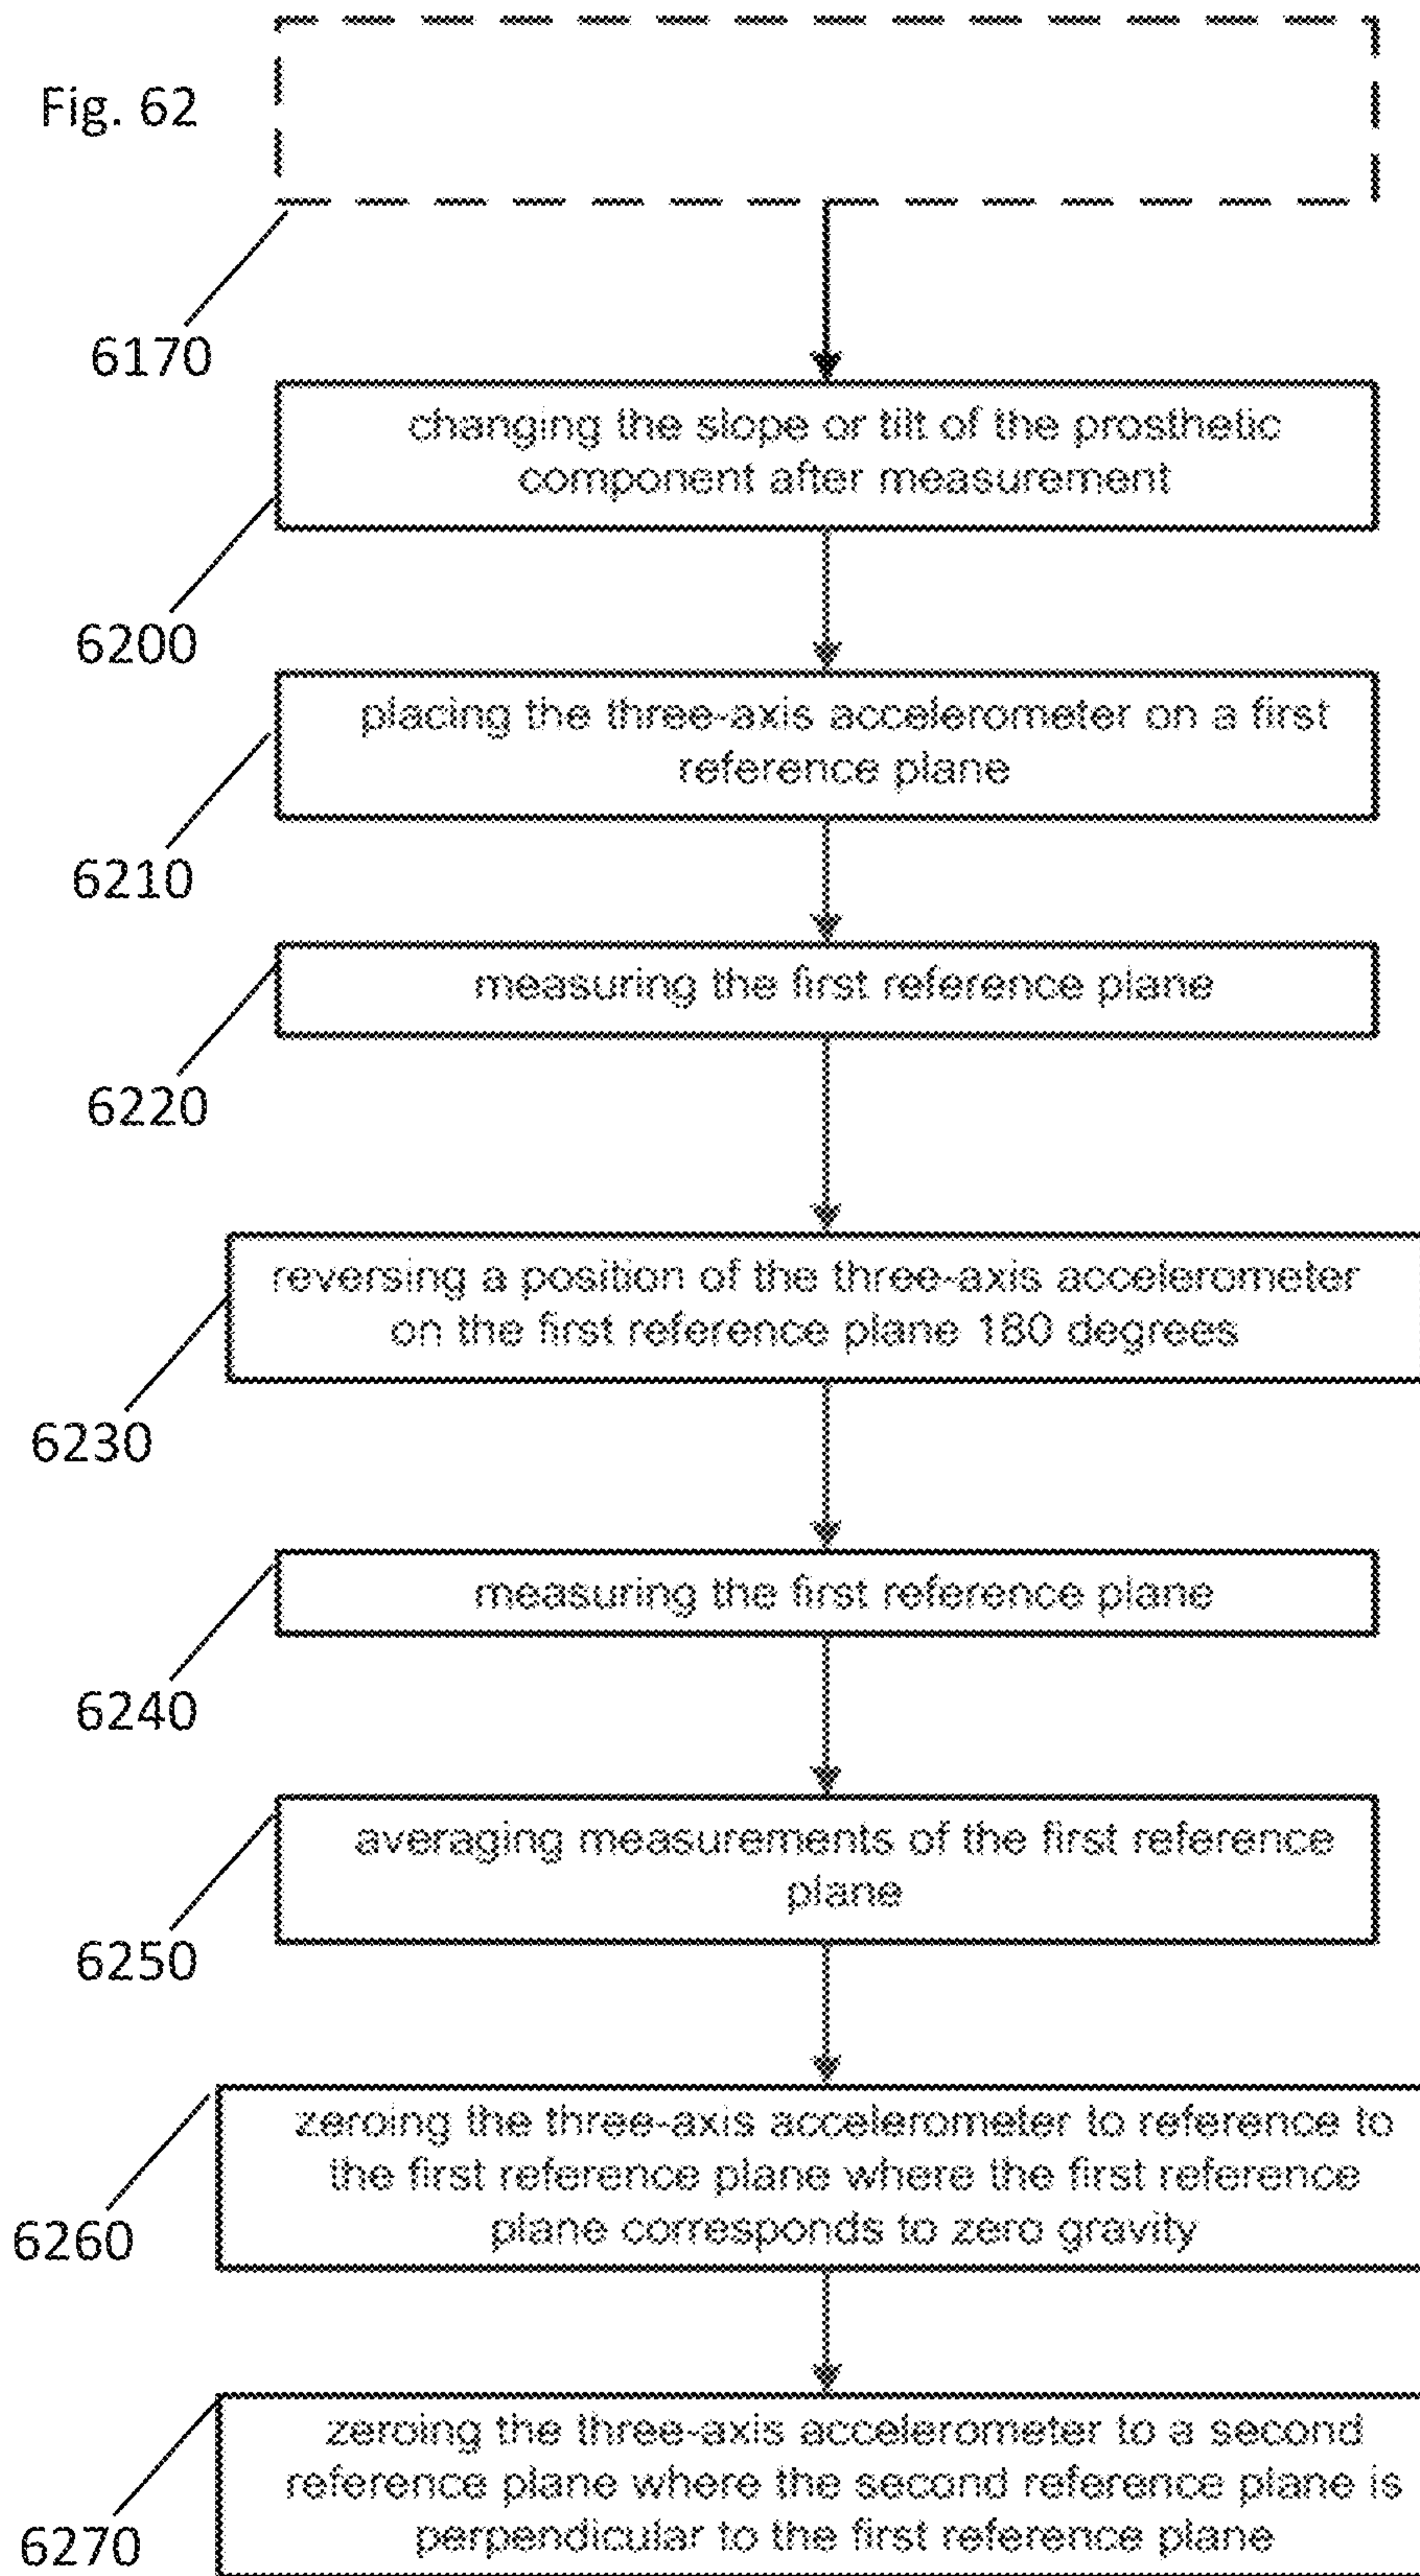 Fig. 62
6170
changing the slope or tilt of the prosthetic
component after measurement
6200
placing the three-axis accelerometer on a first
reference plane
6210
measuring the first reference plane
6220
reversing a position of the three-axis accelerometer
on the first reference plane 180 degrees
6230
measuring the first reference plane
6240
averaging measurements of the first reference
plane
6250
zeroing the three-axis accelerometer to reference to
the first reference plane where the first reference
plane corresponds to zero gravity
6260
zeroing the three-axis accelerometer to a second
reference plane where the second reference plane is
perpendicular to the first reference plane
6270